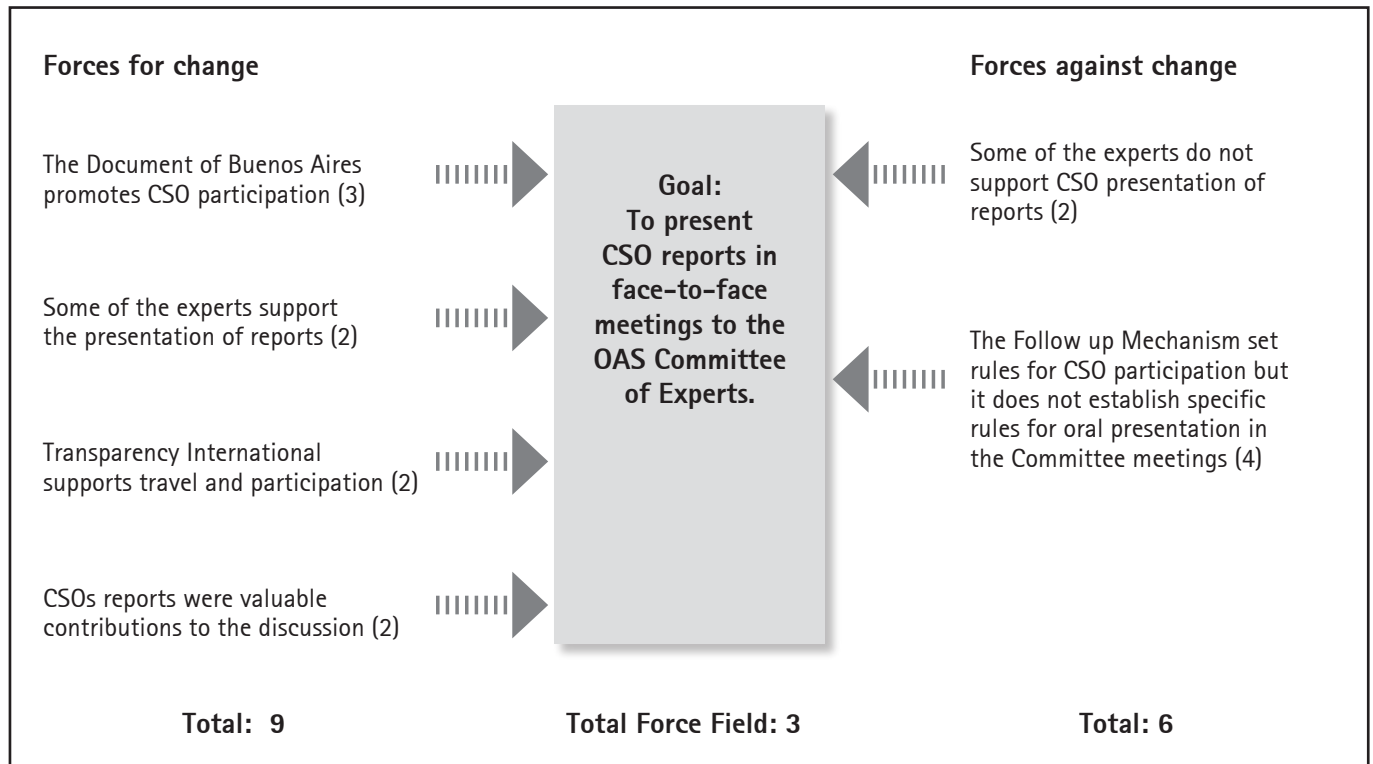 Forces for change
The Document of Buenos Aires
promotes CSO participation (3)
Some of the experts support
the presentation of reports (2)
Transparency International
supports travel and participation (2)
CSOs reports were valuable
contributions to the discussion (2)
Total: 9
Goal:
To present
CSO reports in
face-to-face
meetings to the
OAS Committee
of Experts.
Total Force Field: 3
Forces against change
Some of the experts do not
support CSO presentation of
reports (2)
The Follow up Mechanism set
rules for CSO participation but
it does not establish specific
rules for oral presentation in
the Committee meetings (4)
Total: 6